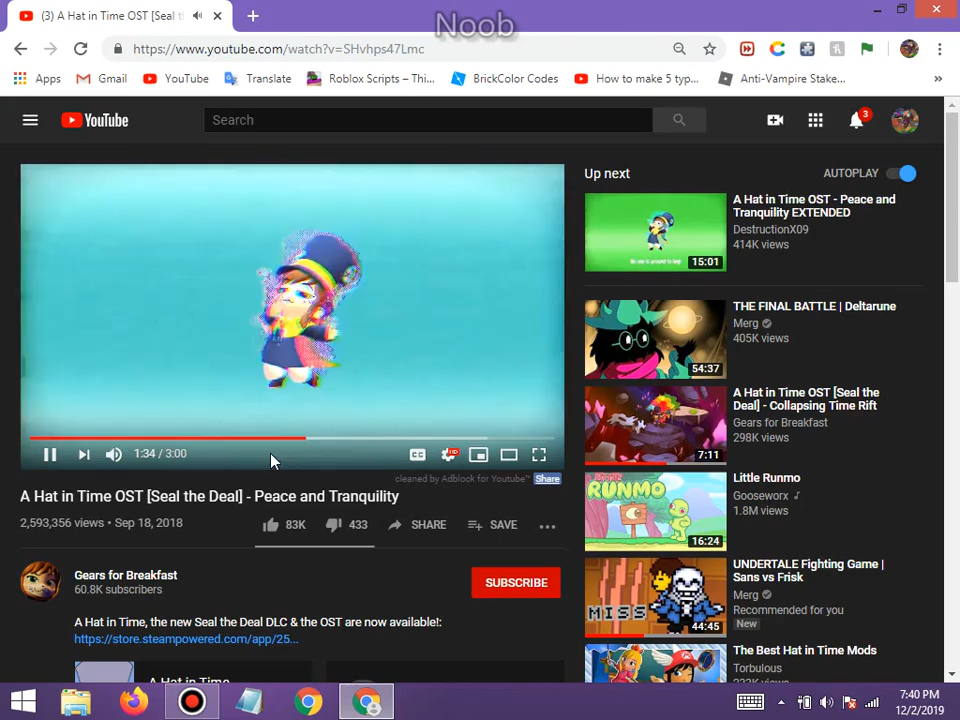 Noob
(3) A Hat in Time OST [Seal t
https://www.youtube.com/watch?v=SHvhps47Lmc
Apps Gmail YouTube Translate Roblox Scripts – Thi... BrickColor Codes How to make 5 typ... Anti-Vampire Stake... »
YouTube
Search
3
1:34 / 3:00
CC HD
cleaned by Adblock for Youtube™ Share
A Hat in Time OST [Seal the Deal] - Peace and Tranquility
2,593,356 views • Sep 18, 2018
83K 433 SHARE SAVE
Gears for Breakfast
60.8K subscribers
SUBSCRIBE
A Hat in Time, the new Seal the Deal DLC & the OST are now available!:
https://store.steampowered.com/app/25...
A Hat in Time
Up next
AUTOPLAY
15:01
A Hat in Time OST - Peace and
Tranquility EXTENDED
DestructionX09
414K views
54:37
THE FINAL BATTLE | Deltarune
Merg
405K views
7:11
A Hat in Time OST [Seal the
Deal] - Collapsing Time Rift
Gears for Breakfast
298K views
RUNMO
16:24
Little Runmo
Gooseworx
1.8M views
MISS
44:45
UNDERTALE Fighting Game |
Sans vs Frisk
Merg
Recommended for you
New
The Best Hat in Time Mods
Torbulous
7:40 PM
12/2/2019